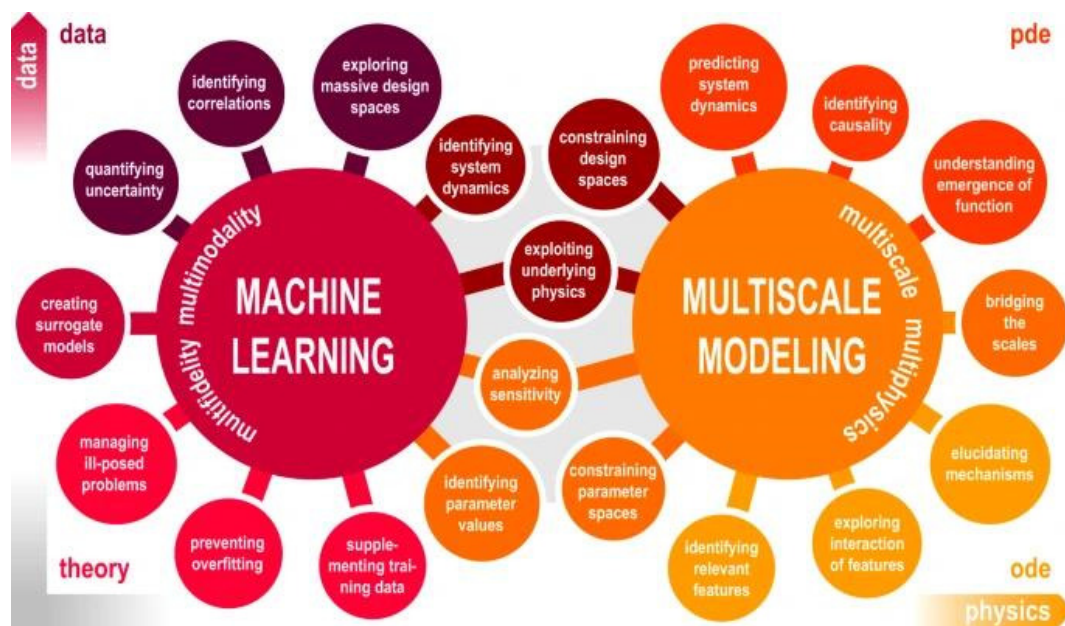 data
data
pde
identifying
correlations
exploring
massive design
spaces
predicting
system
dynamics
identifying
causality
quantifying
uncertainty
identifying
system
dynamics
constraining
design
spaces
understanding
emergence of
function
multifidelity multimodality
MACHINE
LEARNING
exploiting
underlying
physics
MULTISCALE
MODELING
multiscale multiphysics
creating
surrogate
models
bridging
the
scales
analyzing
sensitivity
managing
ill-posed
problems
identifying
parameter
values
constraining
parameter
spaces
elucidating
mechanisms
preventing
overfitting
supple-
menting trai-
ning data
identifying
relevant
features
exploring
interaction
of features
theory
ode
physics